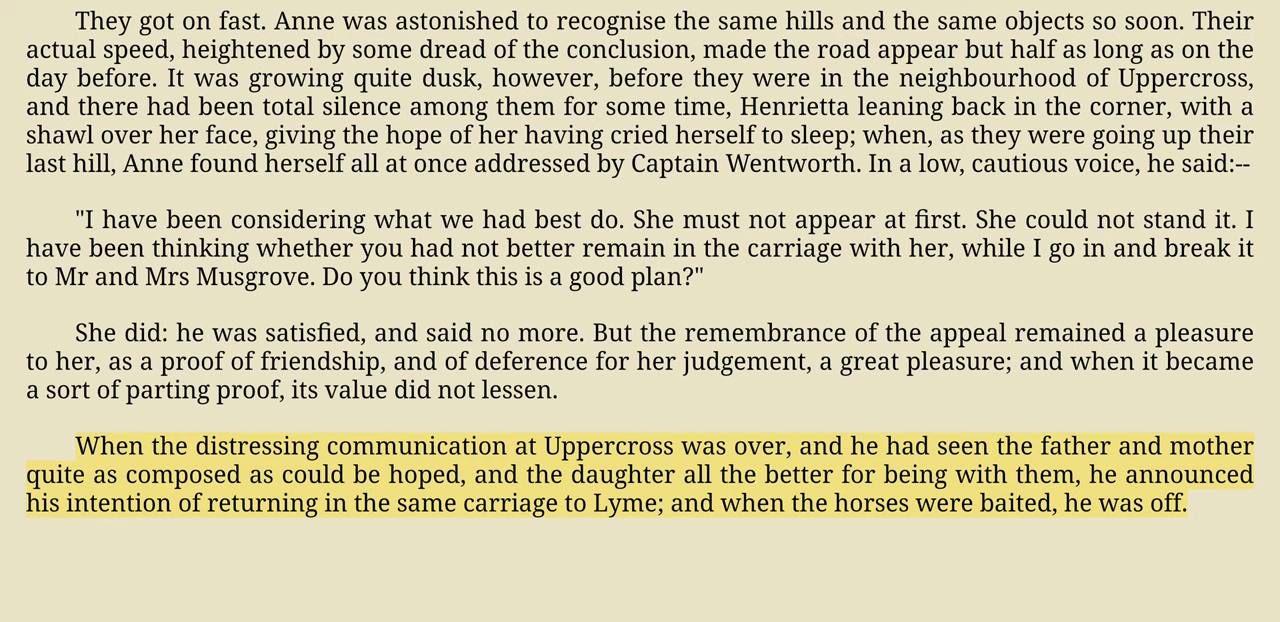 They got on fast. Anne was astonished to recognise the same hills and the same objects so soon. Their
actual speed, heightened by some dread of the conclusion, made the road appear but half as long as on the
day before. It was growing quite dusk, however, before they were in the neighbourhood of Uppercross,
and there had been total silence among them for some time, Henrietta leaning back in the corner, with a
shawl over her face, giving the hope of her having cried herself to sleep; when, as they were going up their
last hill, Anne found herself all at once addressed by Captain Wentworth. In a low, cautious voice, he said:--
"I have been considering what we had best do. She must not appear at first. She could not stand it. I
have been thinking whether you had not better remain in the carriage with her, while I go in and break it
to Mr and Mrs Musgrove. Do you think this is a good plan?"
She did: he was satisfied, and said no more. But the remembrance of the appeal remained a pleasure
to her, as a proof of friendship, and of deference for her judgement, a great pleasure; and when it became
a sort of parting proof, its value did not lessen.
When the distressing communication at Uppercross was over, and he had seen the father and mother
quite as composed as could be hoped, and the daughter all the better for being with them, he announced
his intention of returning in the same carriage to Lyme; and when the horses were baited, he was off.